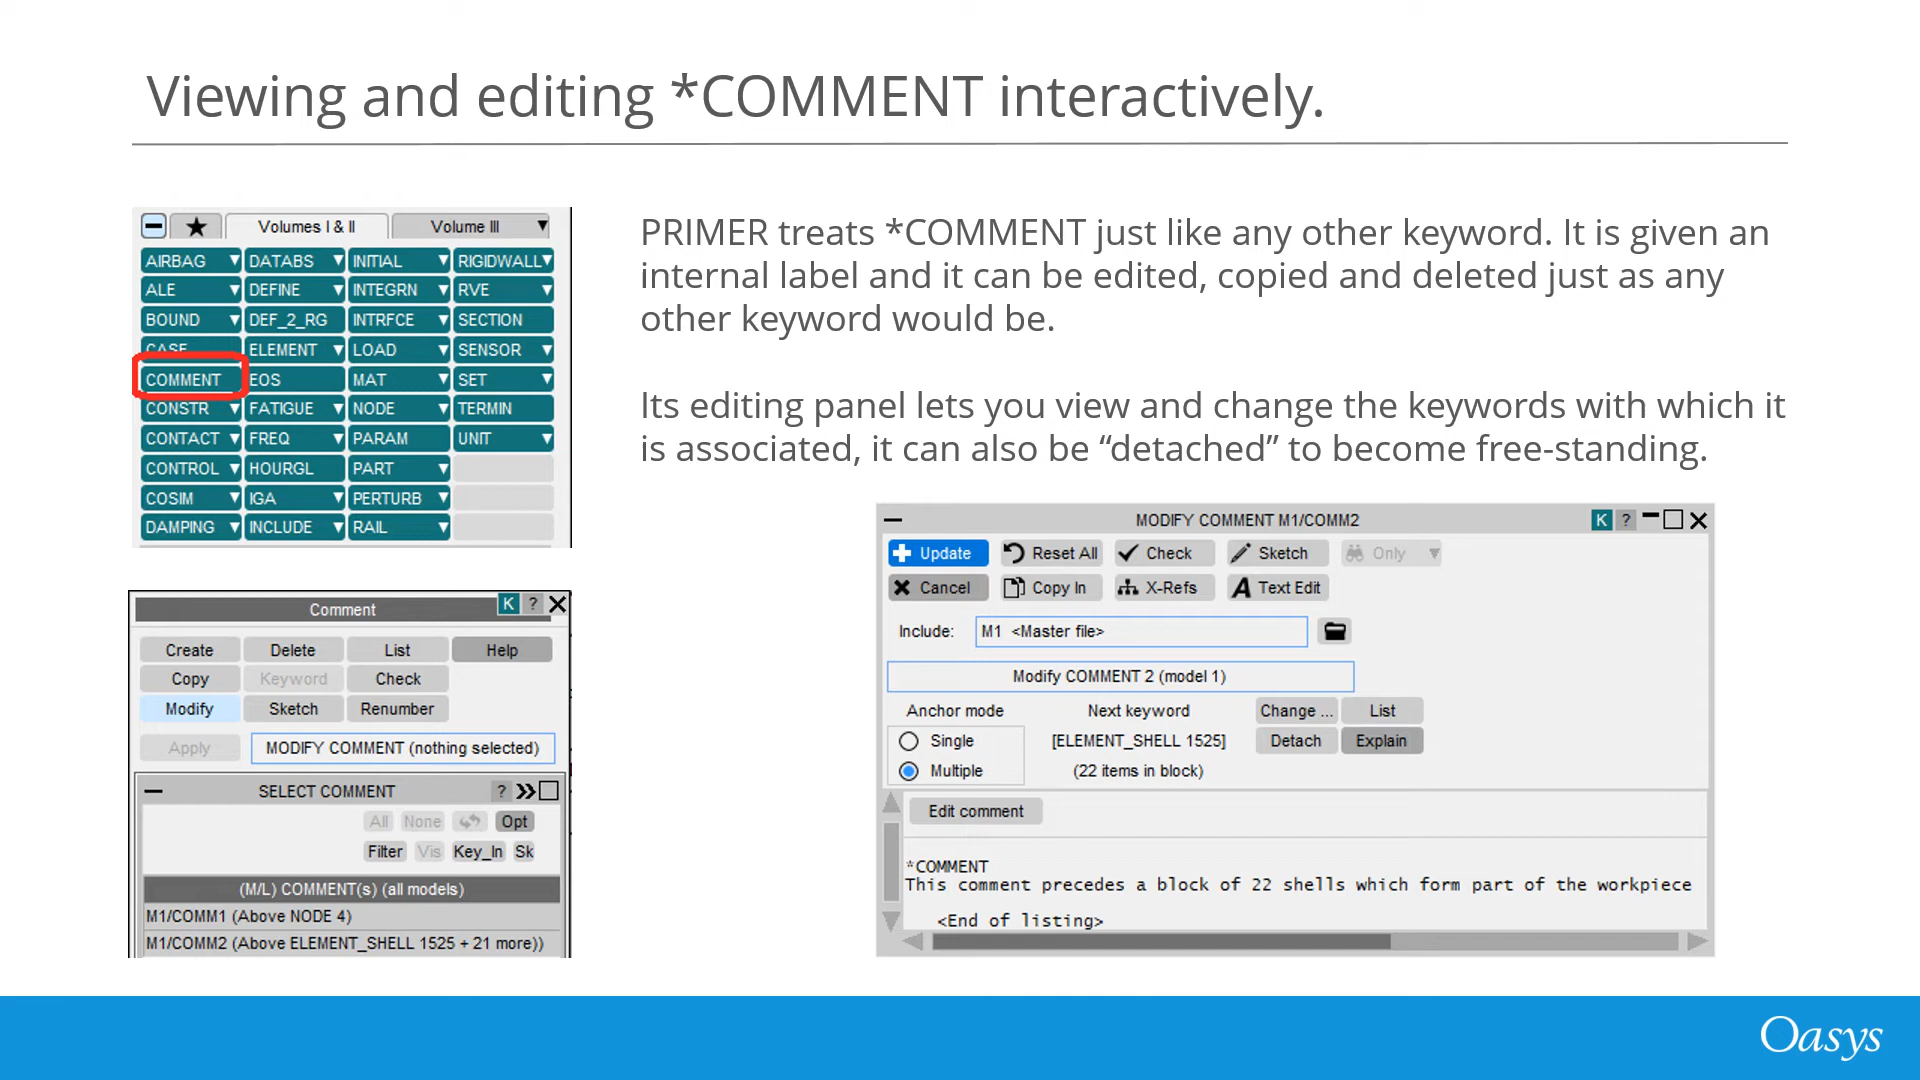 Viewing and editing *COMMENT interactively.
Volumes I & II
Volume III
AIRBAG DATABS INITIAL RIGIDWALL
ALE DEFINE INTEGRN RVE
BOUND DEF_2_RG INTRFCE SECTION
CASE ELEMENT LOAD SENSOR
COMMENT EOS MAT SET
CONSTR FATIGUE NODE TERMIN
CONTACT FREQ PARAM UNIT
CONTROL HOURGL PART
COSIM IGA PERTURB
DAMPING INCLUDE RAIL
PRIMER treats *COMMENT just like any other keyword. It is given an
internal label and it can be edited, copied and deleted just as any
other keyword would be.
Its editing panel lets you view and change the keywords with which it
is associated, it can also be “detached” to become free-standing.
Comment K ?
Create Delete List Help
Copy Keyword Check
Modify Sketch Renumber
Apply MODIFY COMMENT (nothing selected)
SELECT COMMENT ?
All None Opt
Filter Vis Key_In Sk
(M/L) COMMENT(s) (all models)
M1/COMM1 (Above NODE 4)
M1/COMM2 (Above ELEMENT_SHELL 1525 + 21 more))
MODIFY COMMENT M1/COMM2 K ?
Update Reset All Check Sketch Only
Cancel Copy In X-Refs Text Edit
Include: M1 <Master file>
Modify COMMENT 2 (model 1)
Anchor mode Next keyword Change ... List
Single [ELEMENT_SHELL 1525] Detach Explain
Multiple (22 items in block)
Edit comment
*COMMENT
This comment precedes a block of 22 shells which form part of the workpiece
<End of listing>
Oasys